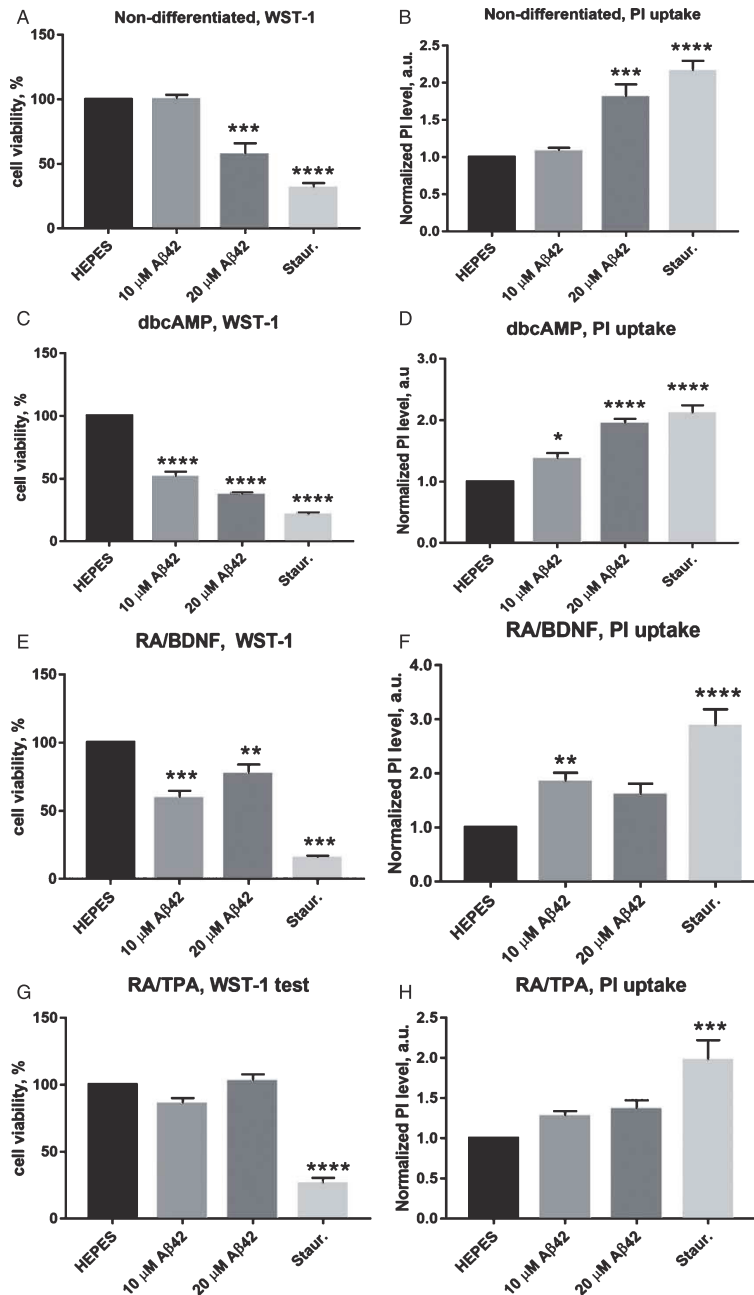 A
Non-differentiated, WST-1
cell viability, %
150
100
50
0
***
****
HEPES
10 μM Aβ42
20 μM Aβ42
Staur.
B
Non-differentiated, PI uptake
Normalized PI level, a.u.
2.5
2.0
1.5
1.0
0.5
0.0
***
****
HEPES
10 μM Aβ42
20 μM Aβ42
Staur.
C
dbcAMP, WST-1
cell viability, %
150
100
50
0
****
****
****
HEPES
10 μM Aβ42
20 μM Aβ42
Staur.
D
dbcAMP, PI uptake
Normalized PI level, a.u
3.0
2.0
1.0
0.0
*
****
****
HEPES
10 μM Aβ42
20 μM Aβ42
Staur.
E
RA/BDNF, WST-1
cell viability, %
150
100
50
0
***
**
***
HEPES
10 μM Aβ42
20 μM Aβ42
Staur.
F
RA/BDNF, PI uptake
Normalized PI level, a.u.
4.0
3.0
2.0
1.0
0.0
**
****
HEPES
10 μM Aβ42
20 μM Aβ42
Staur.
G
RA/TPA, WST-1 test
cell viability, %
150
100
50
0
****
HEPES
10 μM Aβ42
20 μM Aβ42
Staur.
H
RA/TPA, PI uptake
Normalized PI level, a.u.
2.5
2.0
1.5
1.0
0.5
0.0
***
HEPES
10 μM Aβ42
20 μM Aβ42
Staur.